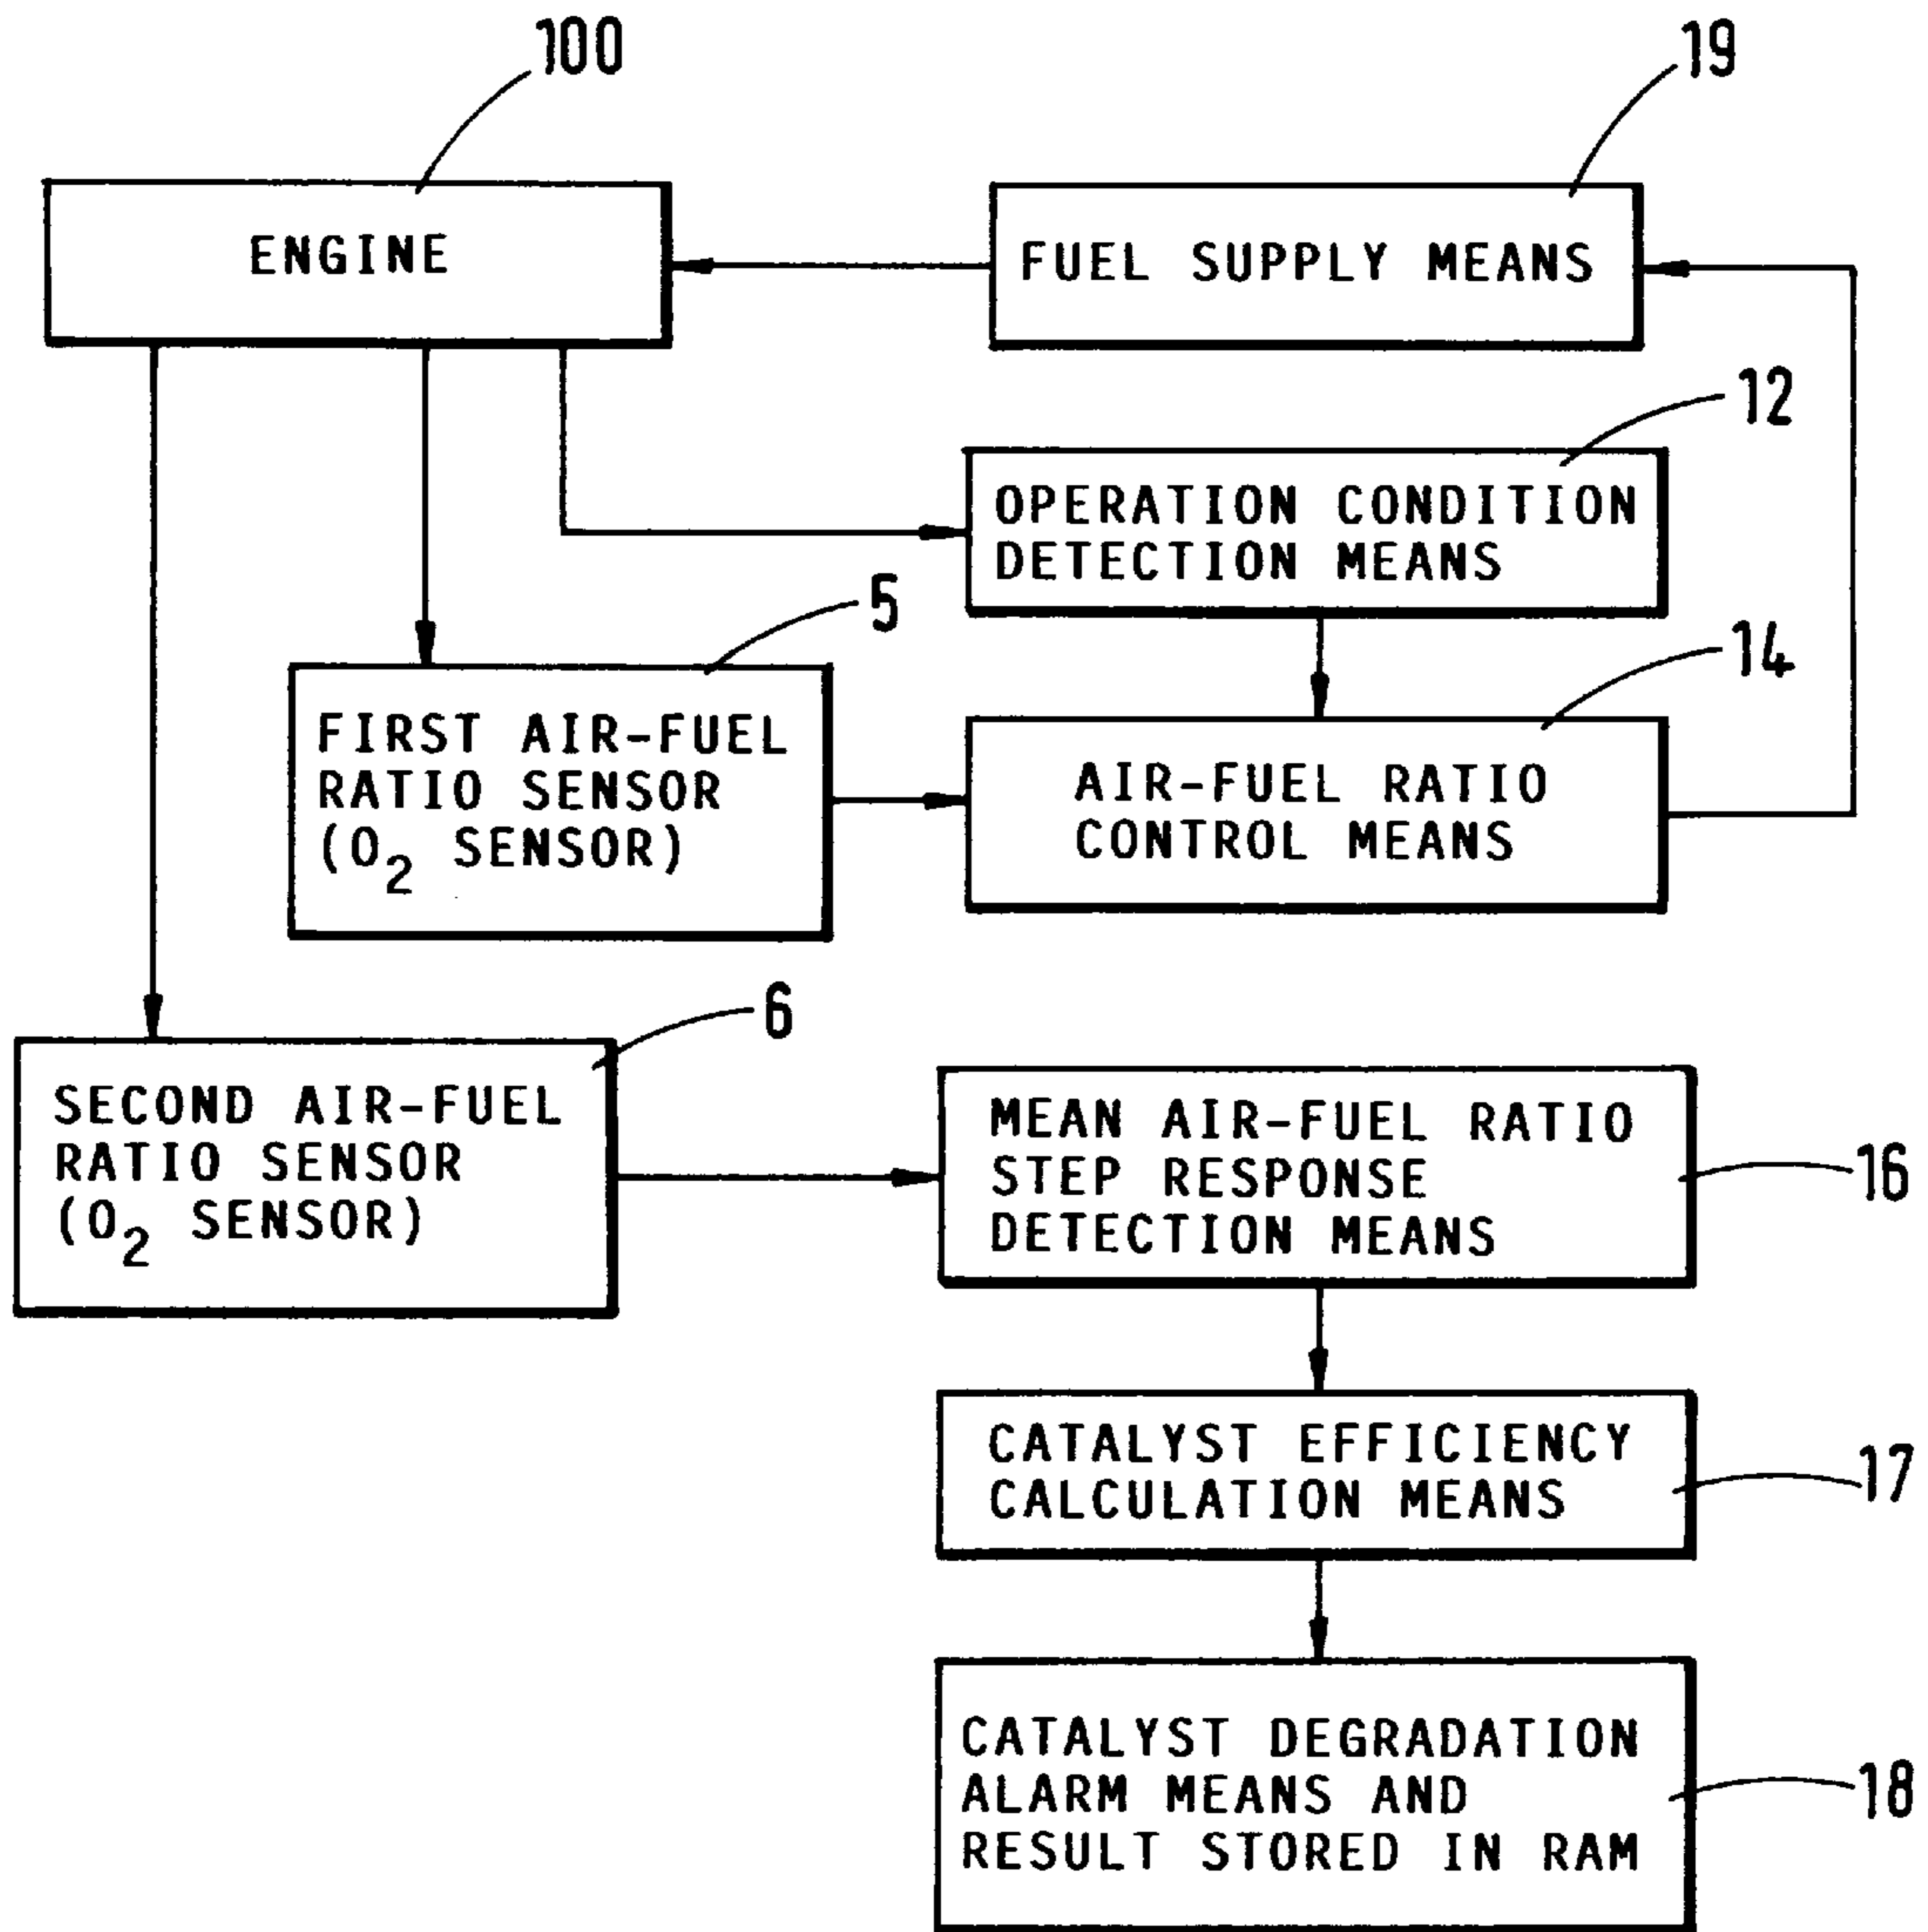 100
19
ENGINE
FUEL SUPPLY MEANS
12
OPERATION CONDITION
DETECTION MEANS
5
14
FIRST AIR-FUEL
RATIO SENSOR
(O2 SENSOR)
AIR-FUEL RATIO
CONTROL MEANS
6
SECOND AIR-FUEL
RATIO SENSOR
(O2 SENSOR)
MEAN AIR-FUEL RATIO
STEP RESPONSE
DETECTION MEANS
16
CATALYST EFFICIENCY
CALCULATION MEANS
17
CATALYST DEGRADATION
ALARM MEANS AND
RESULT STORED IN RAM
18